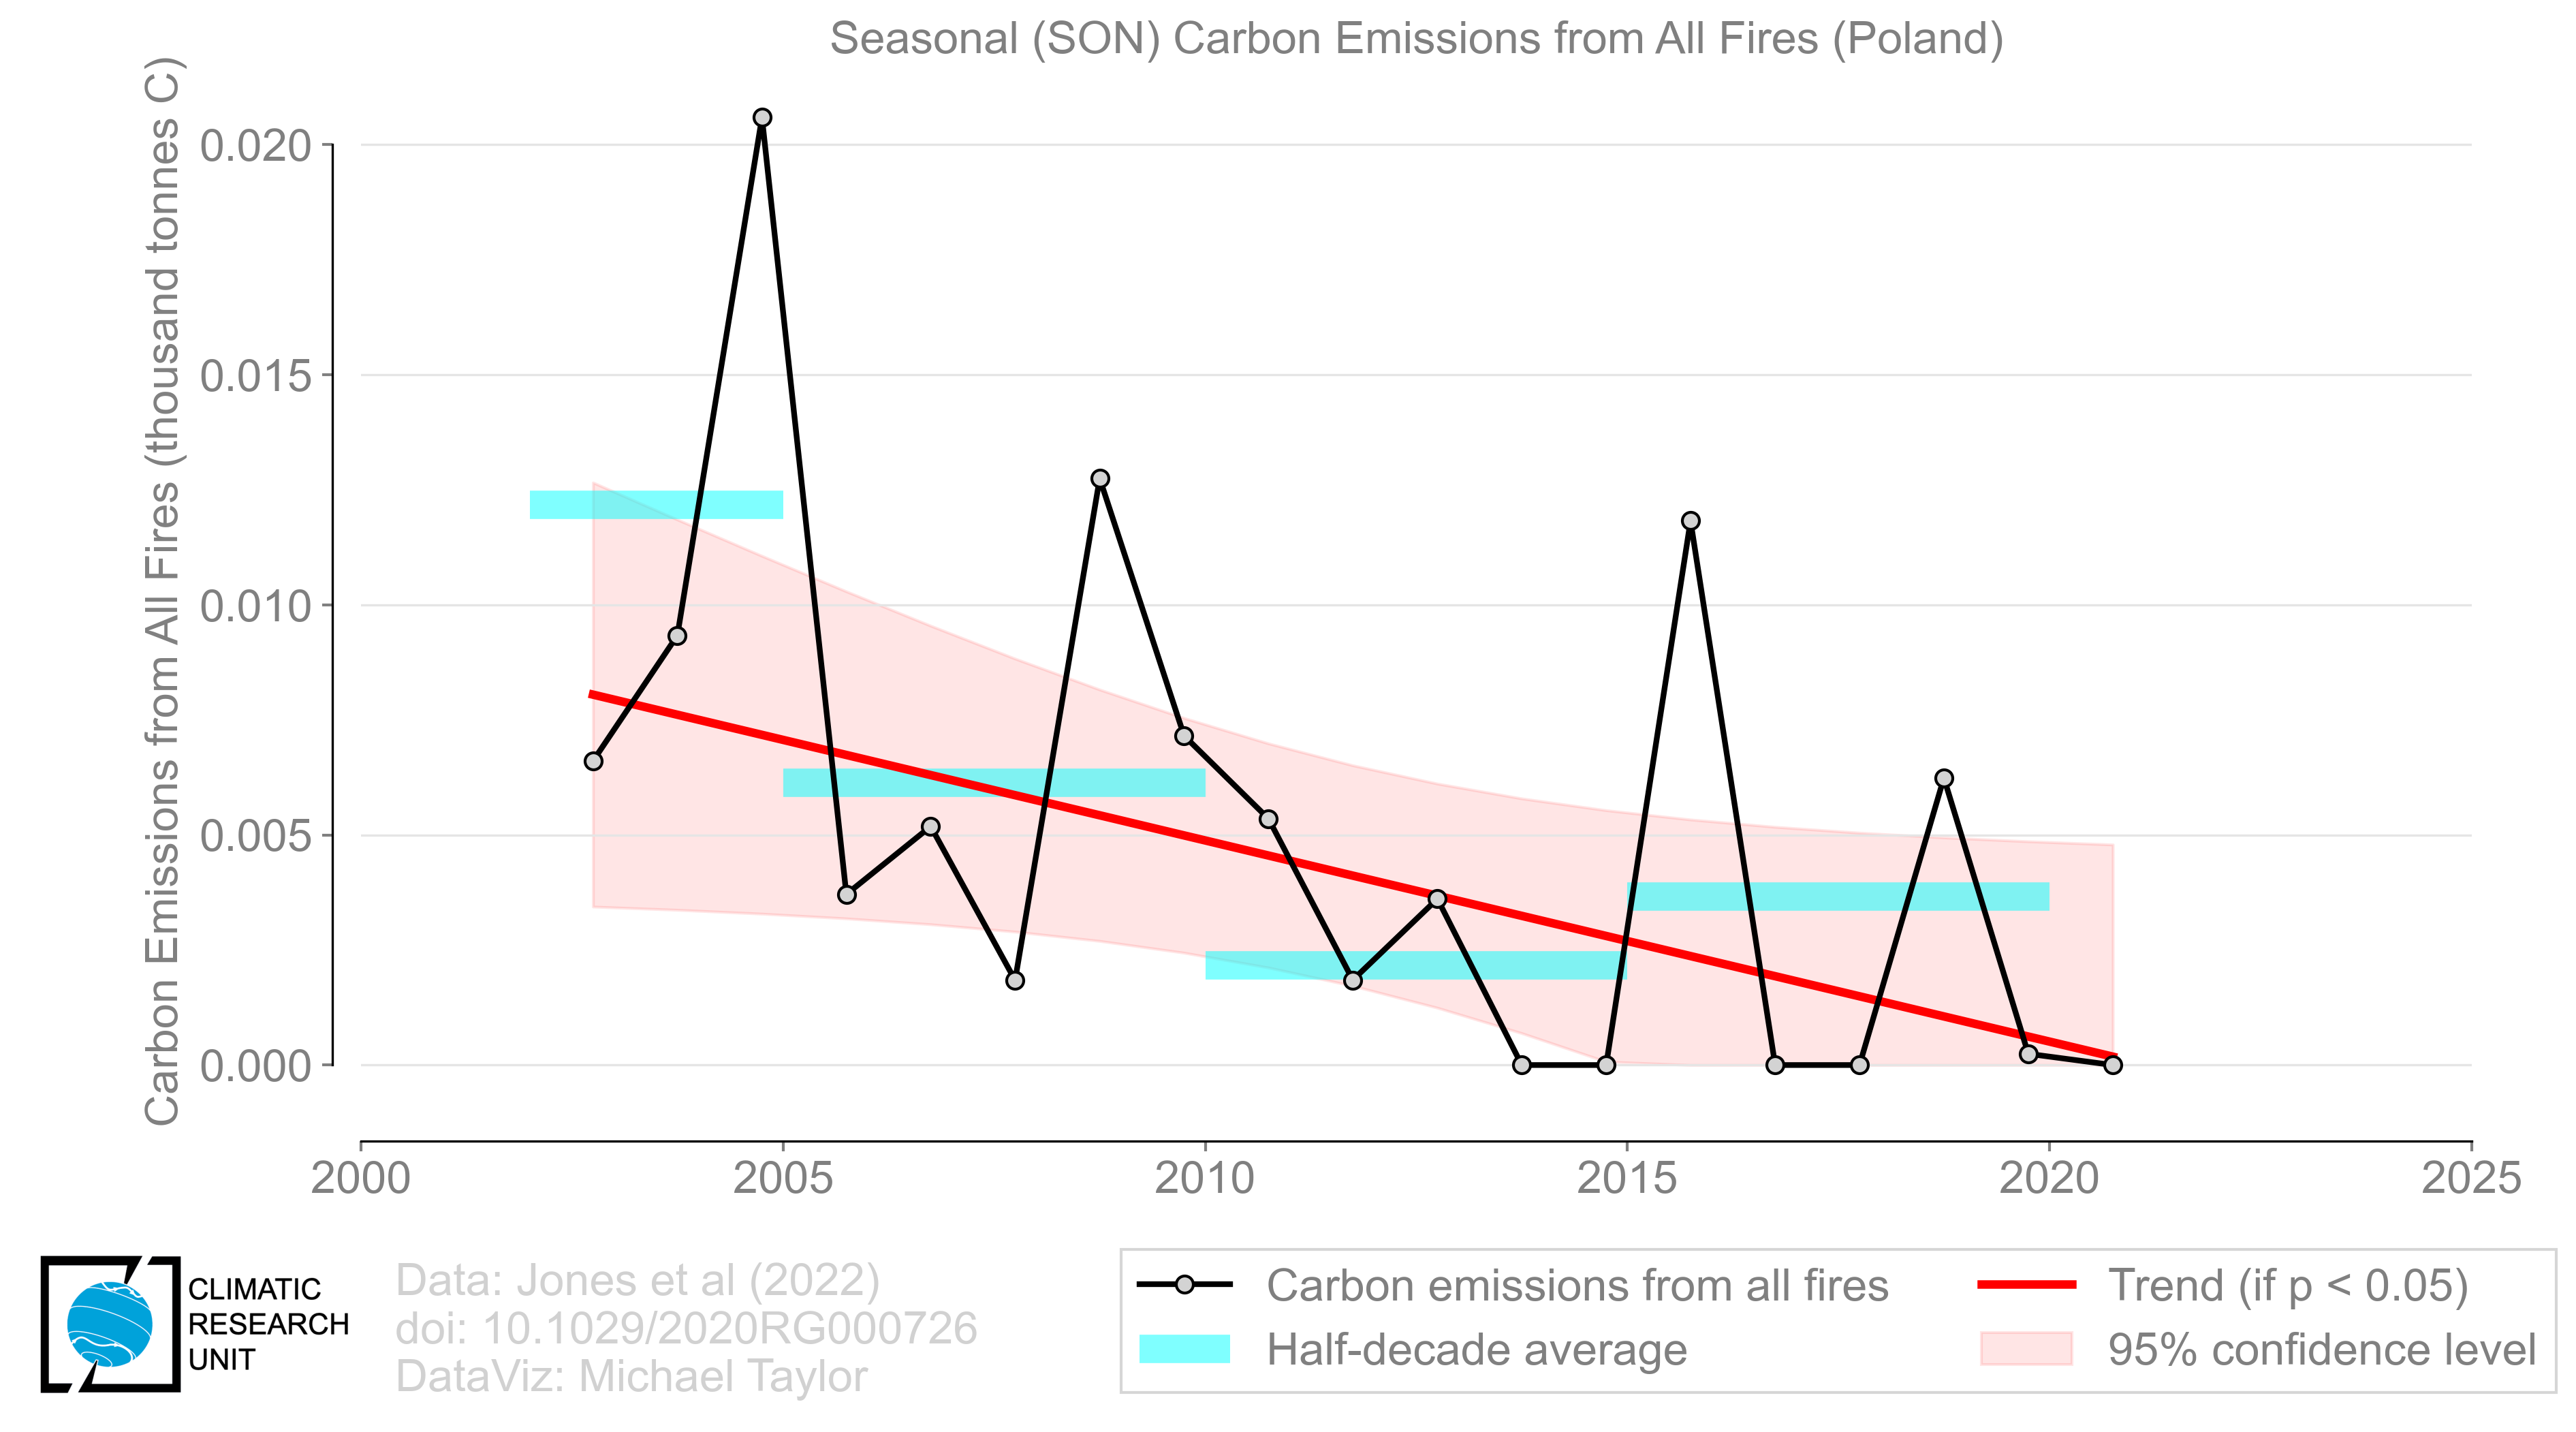 Seasonal (SON) Carbon Emissions from All Fires (Poland)
Carbon Emissions from All Fires (thousand tonnes C)
0.020
0.015
0.010
0.005
0.000
2000 2005 2010 2015 2020 2025
CLIMATIC
RESEARCH
UNIT
Data: Jones et al (2022)
doi: 10.1029/2020RG000726
DataViz: Michael Taylor
Carbon emissions from all fires
Half-decade average
Trend (if p < 0.05)
95% confidence level